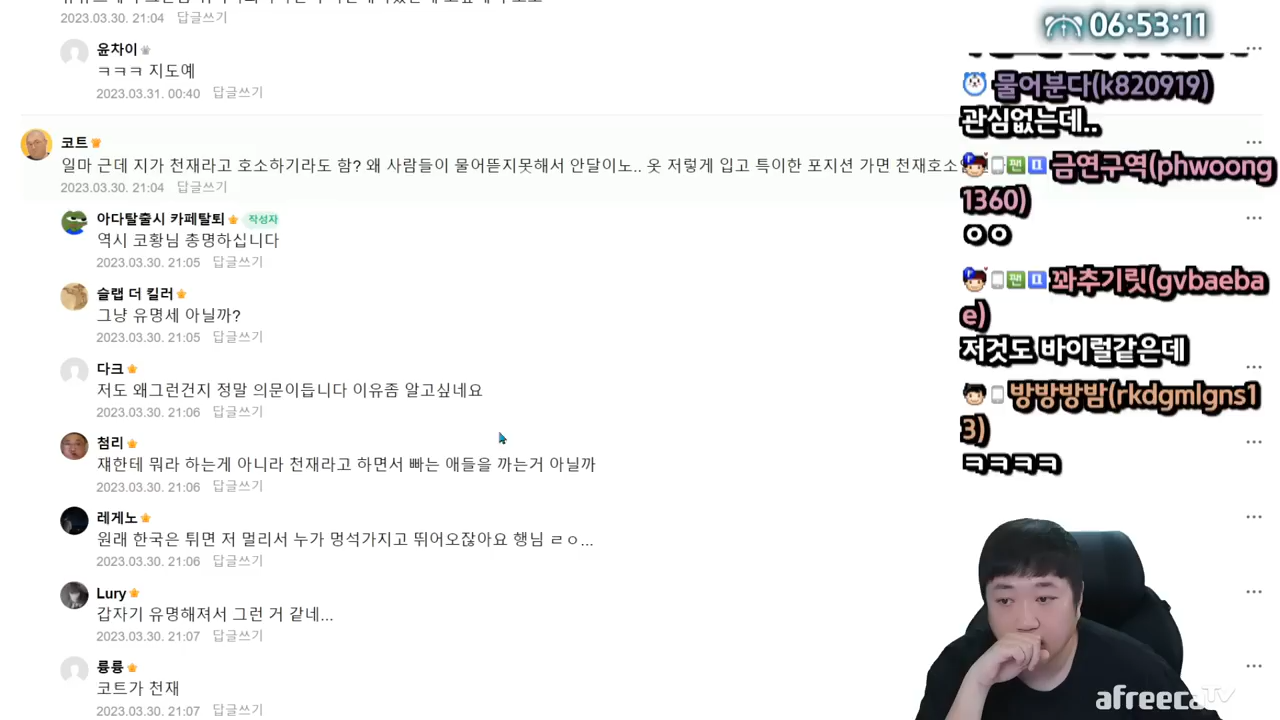 2023.03.30. 21:04 답글쓰기
윤차이
ㅋㅋㅋ 지도예
2023.03.31. 00:40 답글쓰기
코트
일마 근데 지가 천재라고 호소하기라도 함? 왜 사람들이 물어뜯지못해서 안달이노.. 옷 저렇게 입고 특이한 포지션 가면 천재호소
2023.03.30. 21:04 답글쓰기
아다탈출시 카페탈퇴 작성자
역시 코황님 총명하십니다
2023.03.30. 21:05 답글쓰기
슬랩 더 킬러
그냥 유명세 아닐까?
2023.03.30. 21:05 답글쓰기
다크
저도 왜그런건지 정말 의문이듭니다 이유좀 알고싶네요
2023.03.30. 21:06 답글쓰기
첨리
쟤한테 뭐라 하는게 아니라 천재라고 하면서 빠는 애들을 까는거 아닐까
2023.03.30. 21:06 답글쓰기
레게노
원래 한국은 튀면 저 멀리서 누가 멍석가지고 뛰어오잖아요 행님 ㄹㅇ...
2023.03.30. 21:06 답글쓰기
Lury
갑자기 유명해져서 그런 거 같네...
2023.03.30. 21:07 답글쓰기
륭륭
코트가 천재
2023.03.30. 21:07 답글쓰기
06:53:11
물어분다(k820919)
관심없는데..
팬 금연구역(phwoong
1360)
ㅇㅇ
팬 꽈추기릿(gvbaeba
e)
저것도 바이럴같은데
방방방밤(rkdgmlgns1
3)
ㅋㅋㅋㅋ
afreecaTV